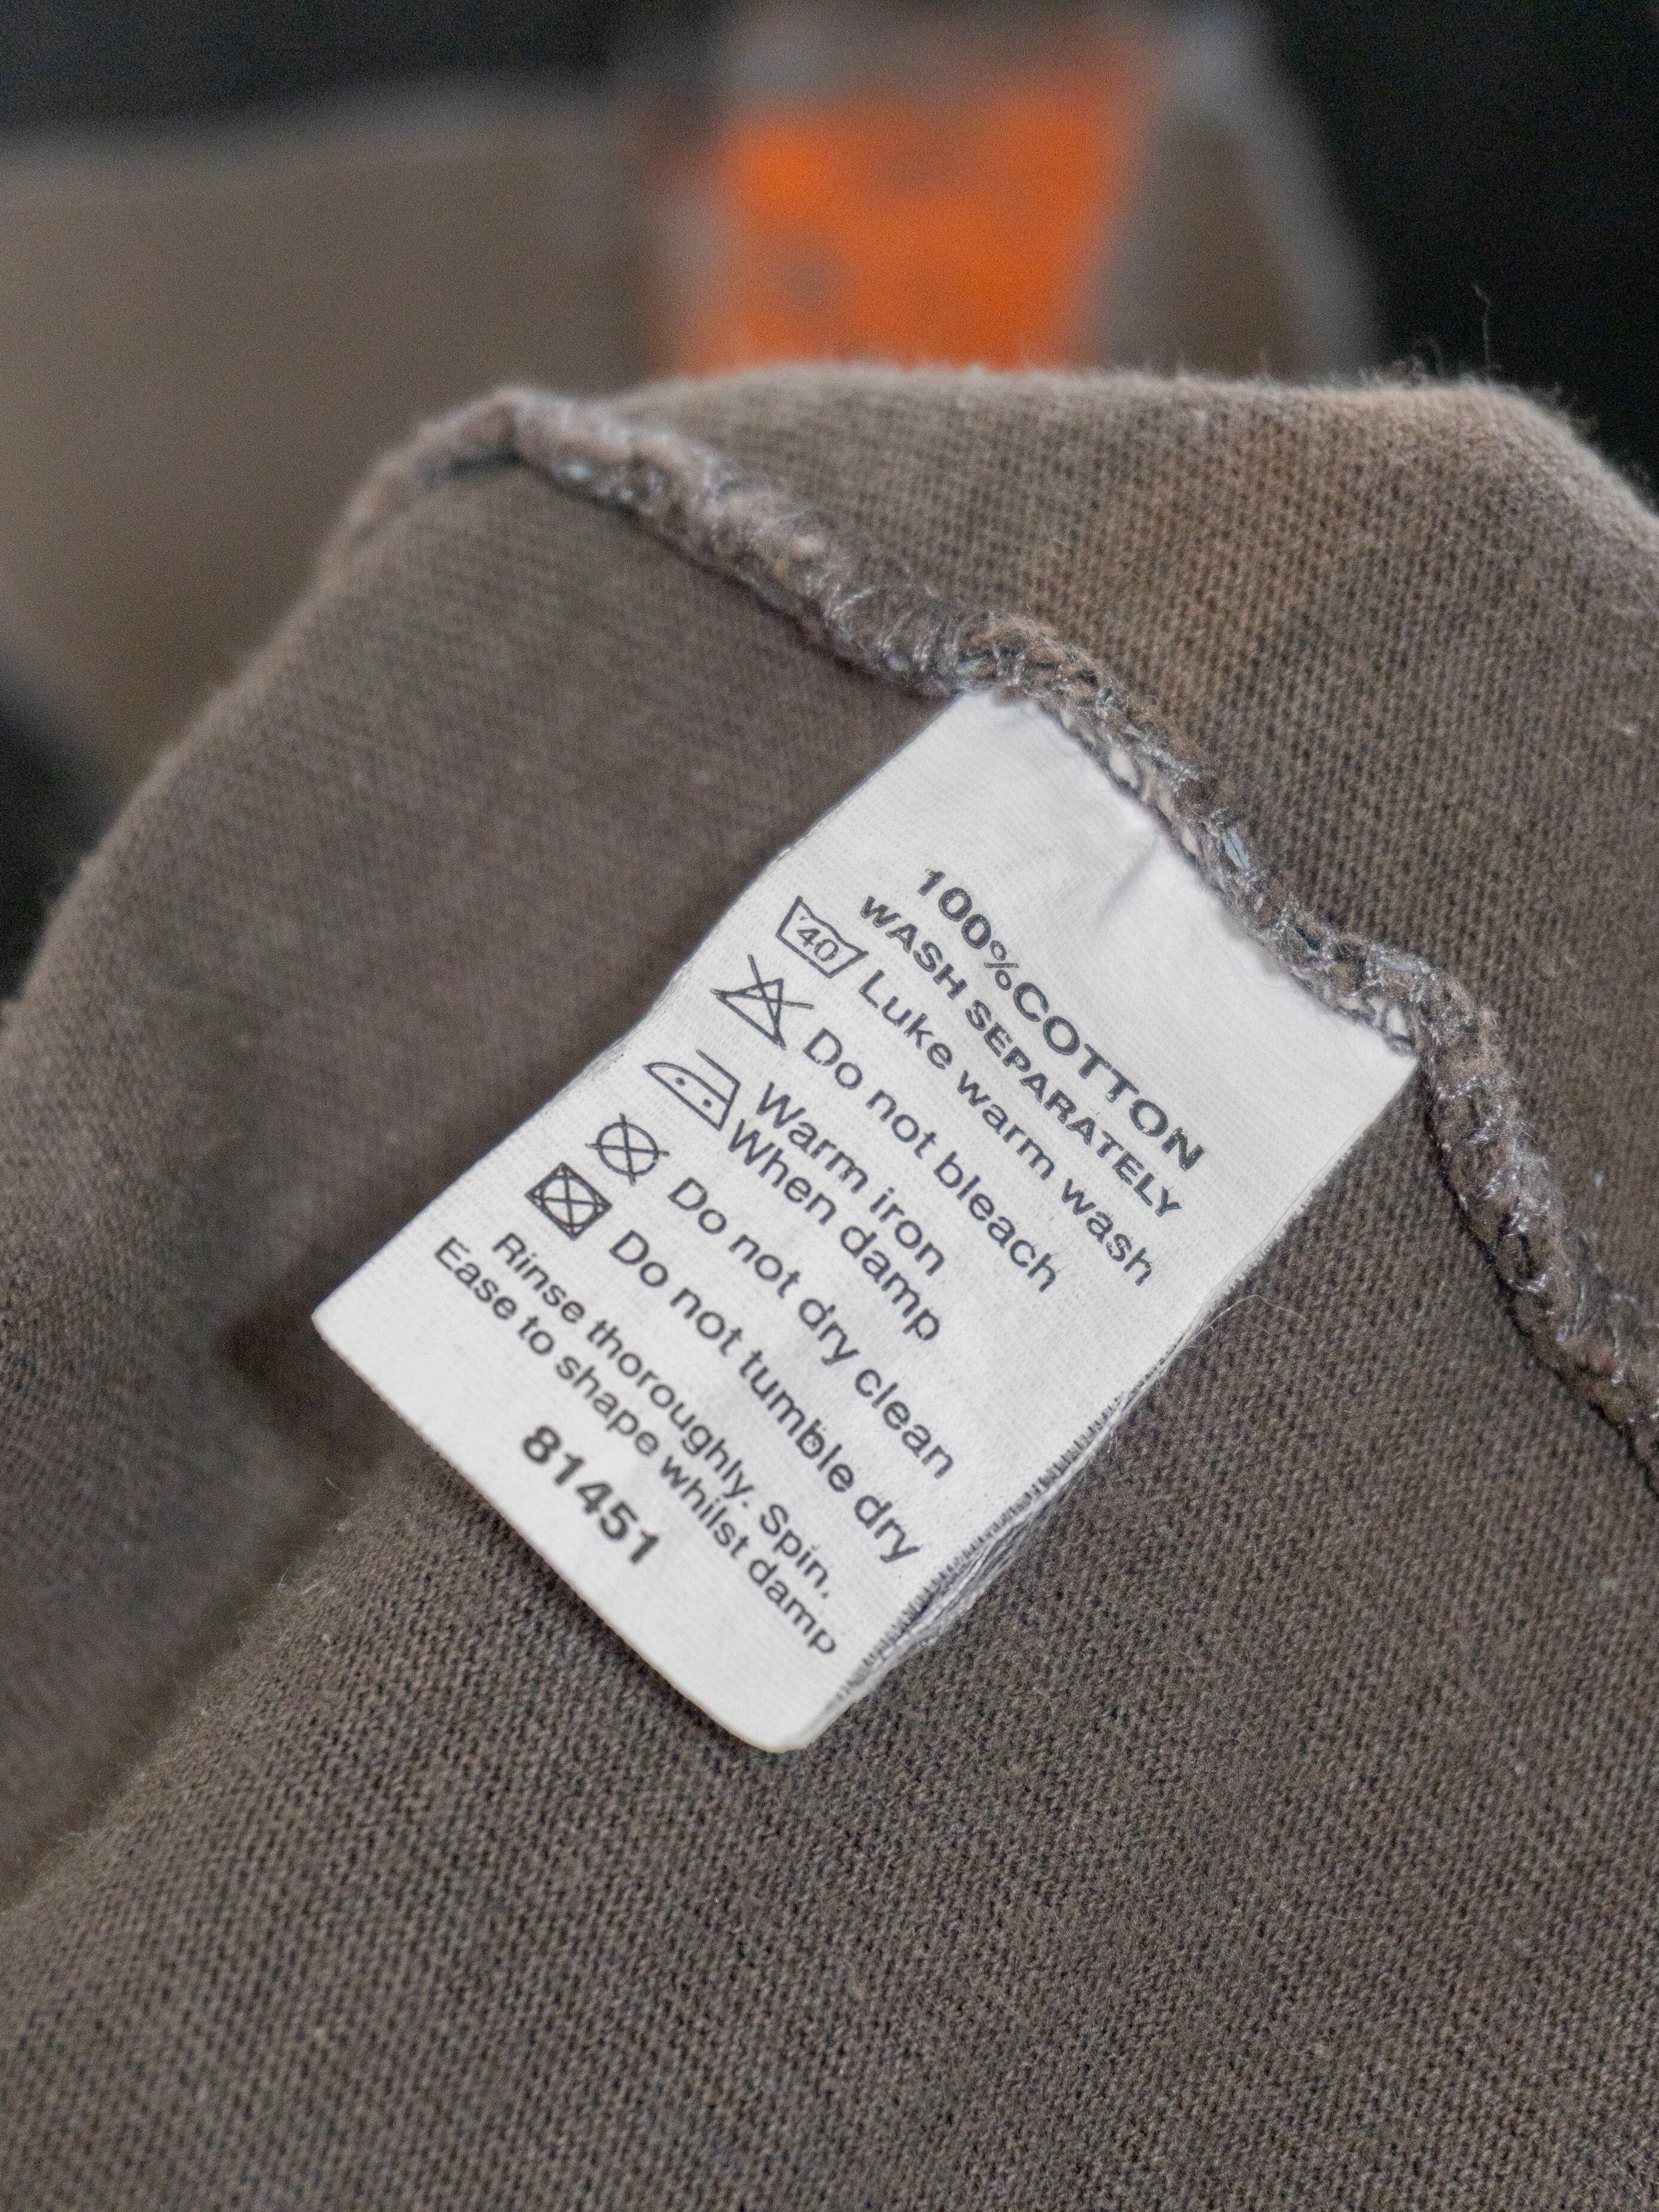 100%COTTON
WASH SEPARATELY
40 Luke warm wash
Do not bleach
Warm iron
When damp
Do not dry clean
Do not tumble dry
Rinse thoroughly. Spin.
Ease to shape whilst damp
81451